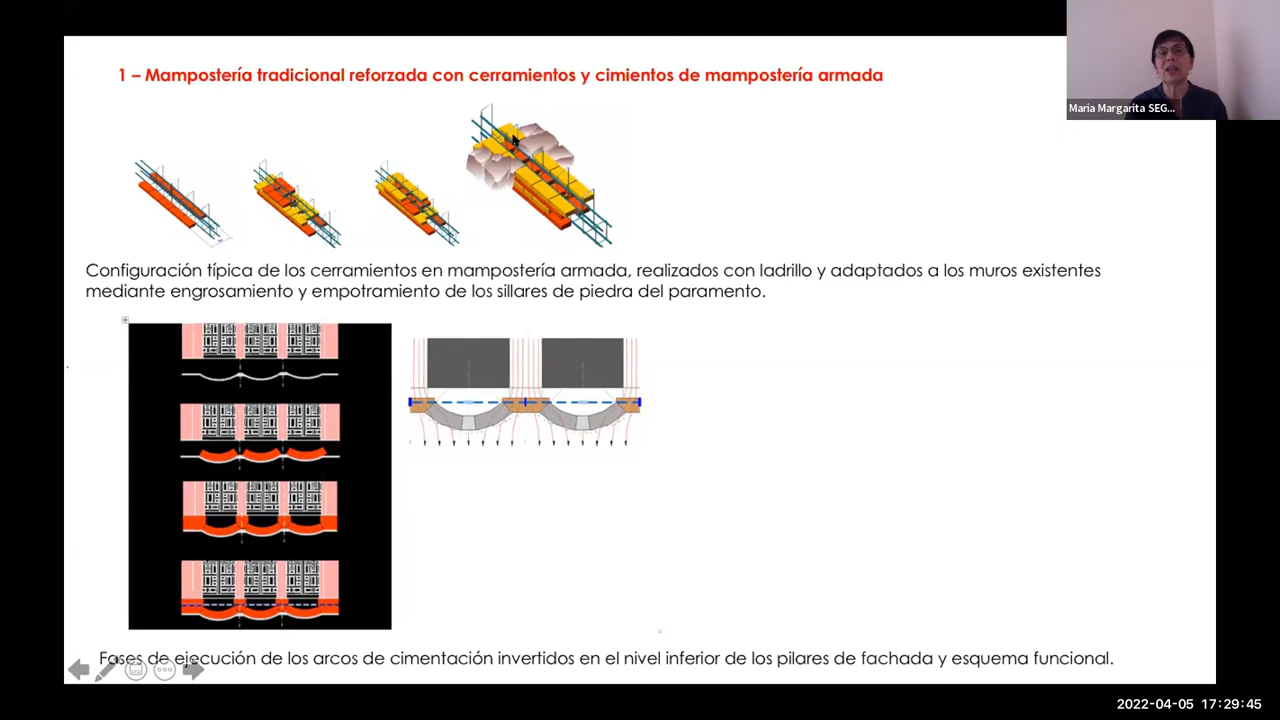 1 – Mampostería tradicional reforzada con cerramientos y cimientos de mampostería armada
Maria Margarita SEG...
Configuración típica de los cerramientos en mampostería armada, realizados con ladrillo y adaptados a los muros existentes
mediante engrosamiento y empotramiento de los sillares de piedra del paramento.
Fases de ejecución de los arcos de cimentación invertidos en el nivel inferior de los pilares de fachada y esquema funcional.
2022-04-05 17:29:45